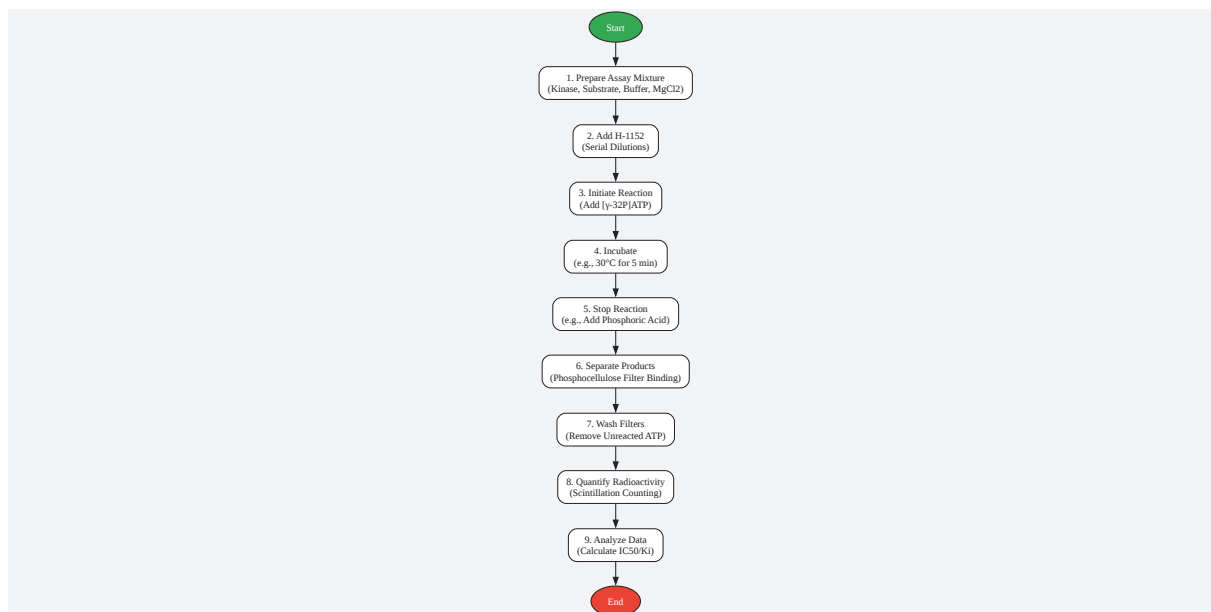 Start
1. Prepare Assay Mixture
(Kinase, Substrate, Buffer, MgCl2)
2. Add H-1152
(Serial Dilutions)
3. Initiate Reaction
(Add [γ-32P]ATP)
4. Incubate
(e.g., 30°C for 5 min)
5. Stop Reaction
(e.g., Add Phosphoric Acid)
6. Separate Products
(Phosphocellulose Filter Binding)
7. Wash Filters
(Remove Unreacted ATP)
8. Quantify Radioactivity
(Scintillation Counting)
9. Analyze Data
(Calculate IC50/Ki)
End